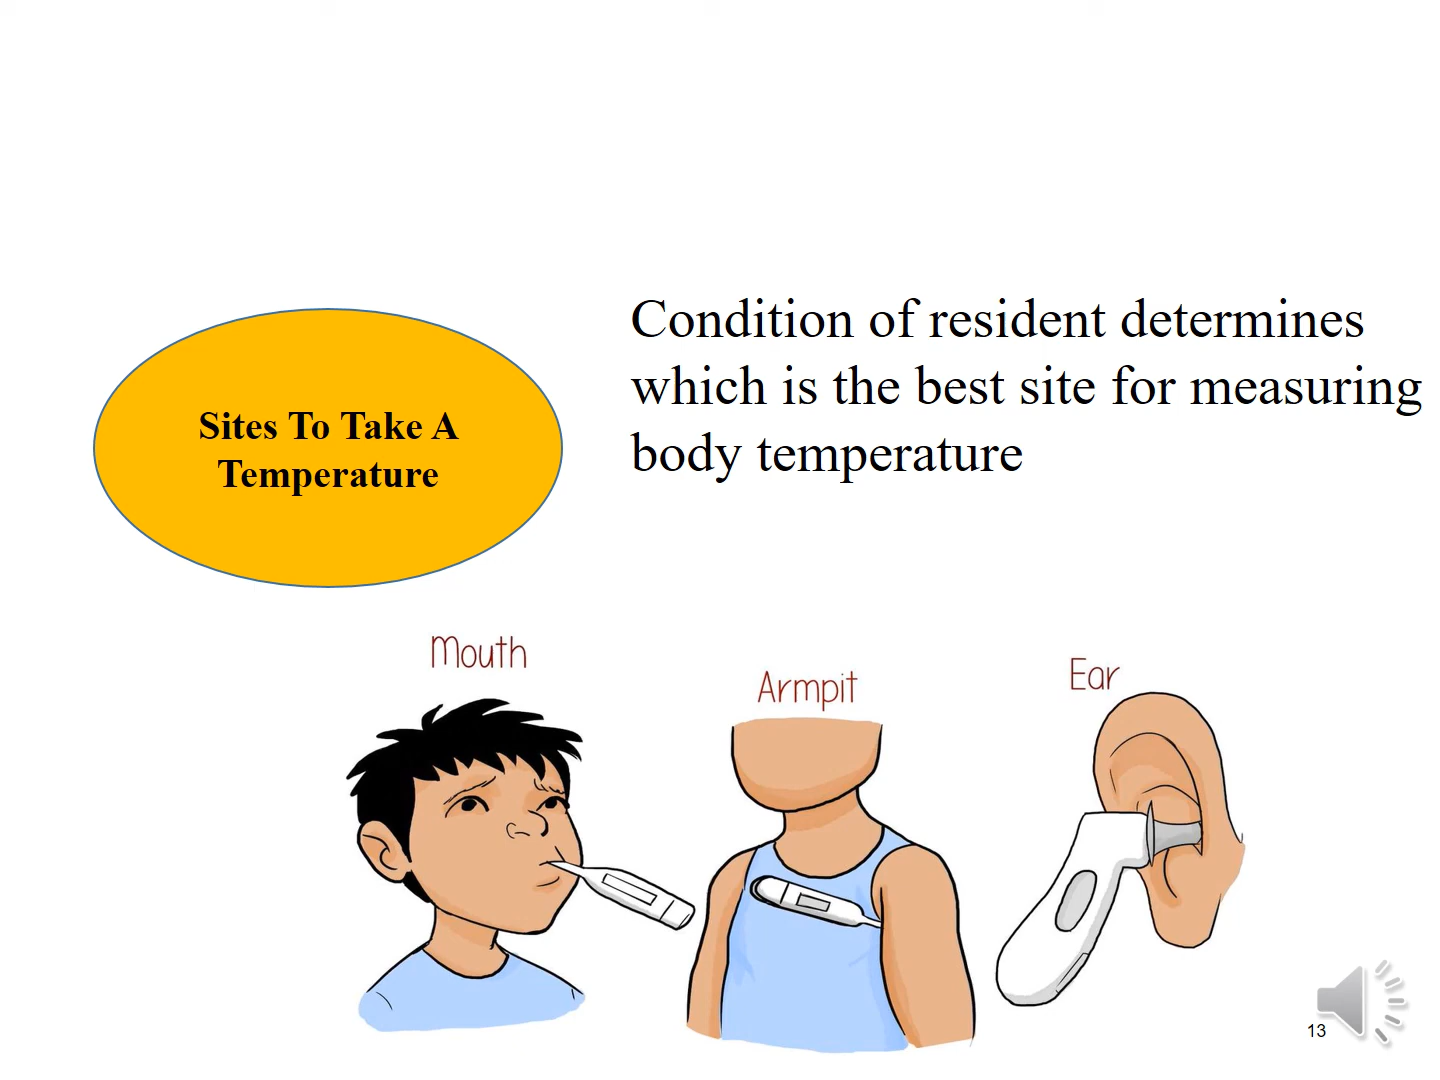 Sites To Take A
Temperature
Condition of resident determines
which is the best site for measuring
body temperature
Mouth
Armpit
Ear
13